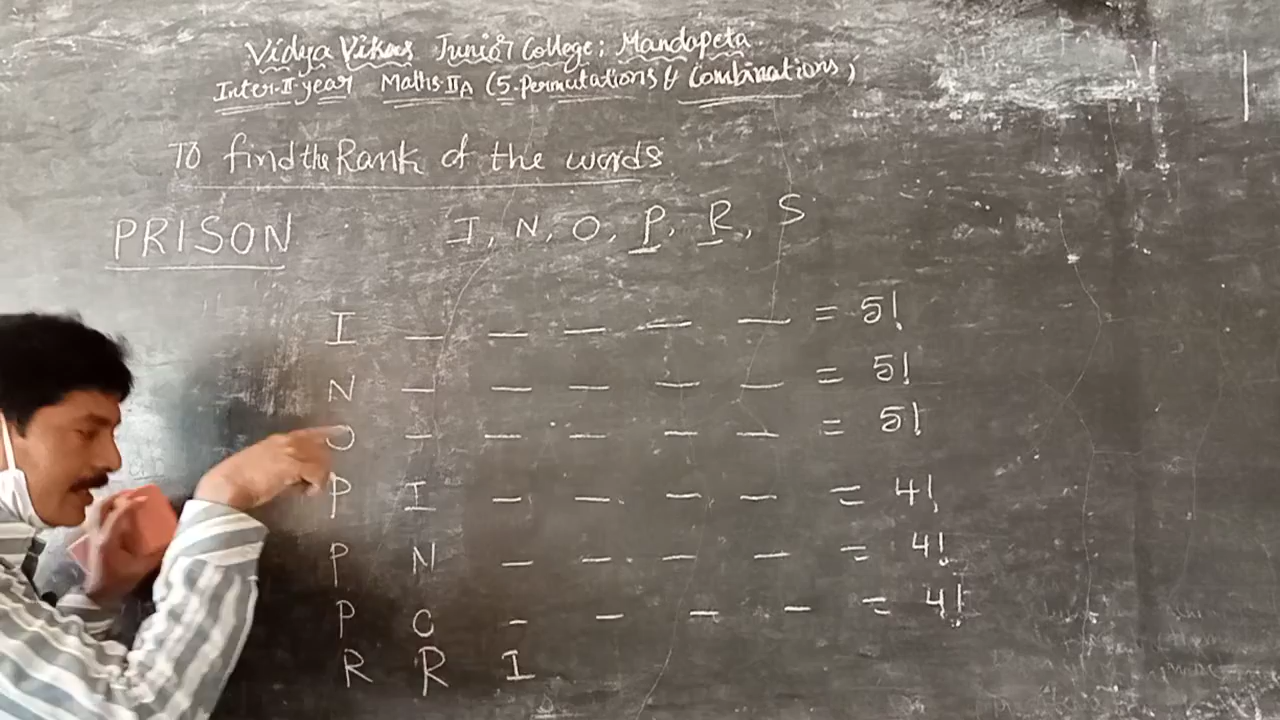 Vidya Vikas Junior College; Mandapeta
Inter-II-year Maths-IIA (5. Permutations & Combinations)
To find the Rank of the words
PRISON I, N, O, P, R, S
I _ _ _ _ _ = 5!
N _ _ _ _ _ = 5!
O _ _ _ _ _ = 5!
P I _ _ _ _ = 4!
P N _ _ _ _ = 4!
P O _ _ _ _ = 4!
R R I